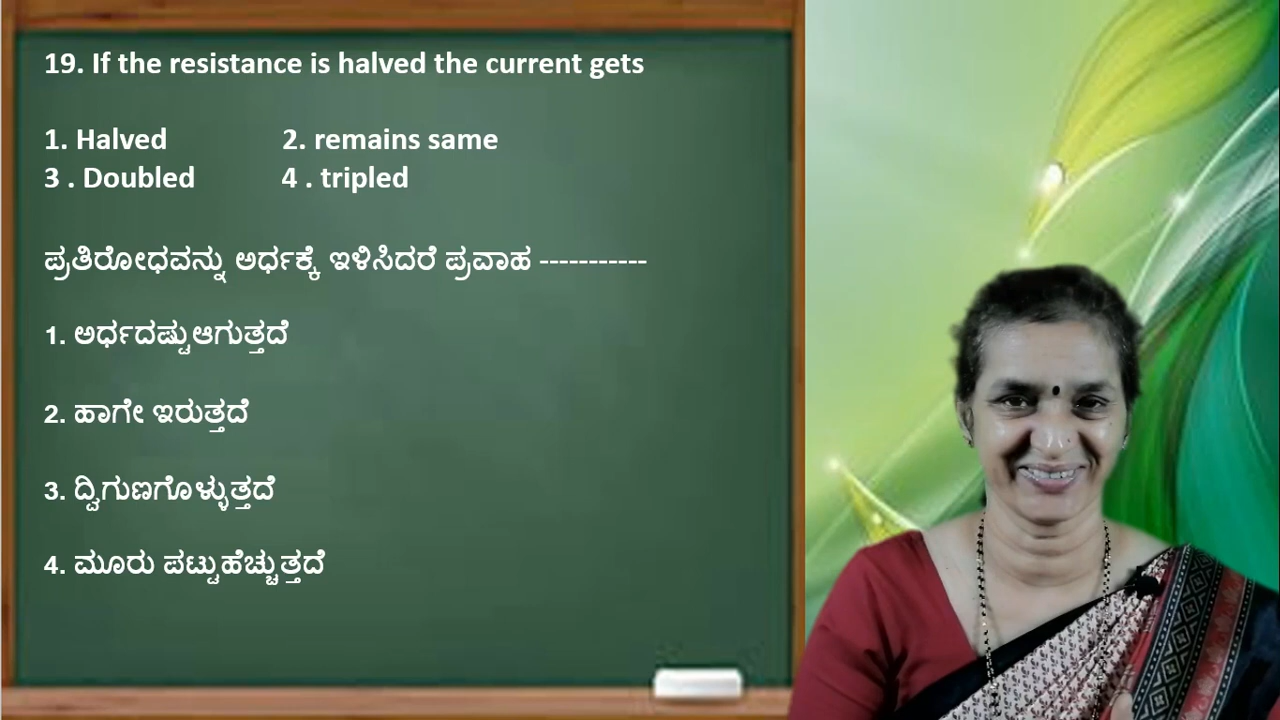 19. If the resistance is halved the current gets
1. Halved 2. remains same
3 . Doubled 4 . tripled
ಪ್ರತಿರೋಧವನ್ನು ಅರ್ಧಕ್ಕೆ ಇಳಿಸಿದರೆ ಪ್ರವಾಹ -----------
1. ಅರ್ಧದಷ್ಟುಆಗುತ್ತದೆ
2. ಹಾಗೇ ಇರುತ್ತದೆ
3. ದ್ವಿಗುಣಗೊಳ್ಳುತ್ತದೆ
4. ಮೂರು ಪಟ್ಟುಹೆಚ್ಚುತ್ತದೆ